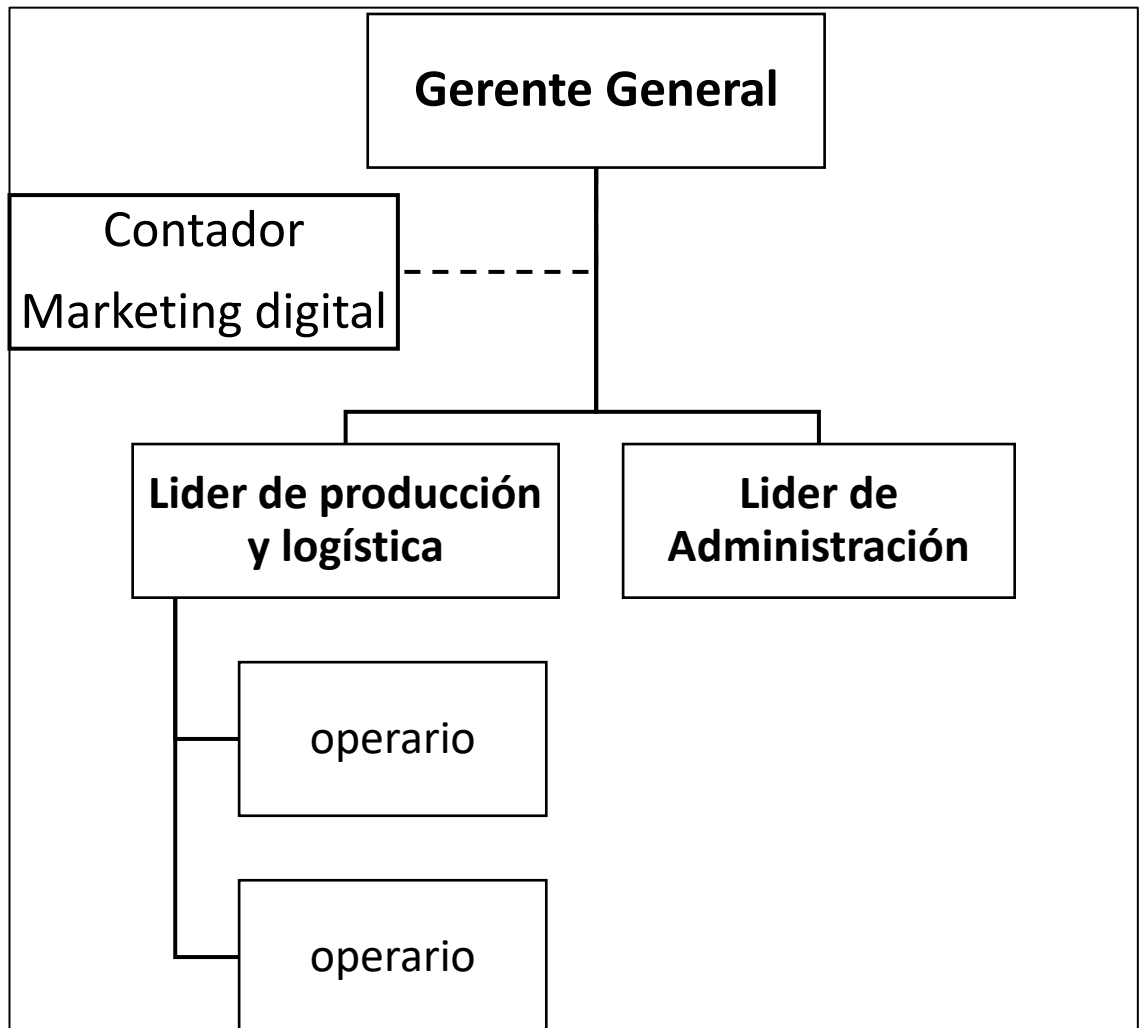 Gerente General
Contador
Marketing digital
Lider de producción
y logística
Lider de
Administración
operario
operario